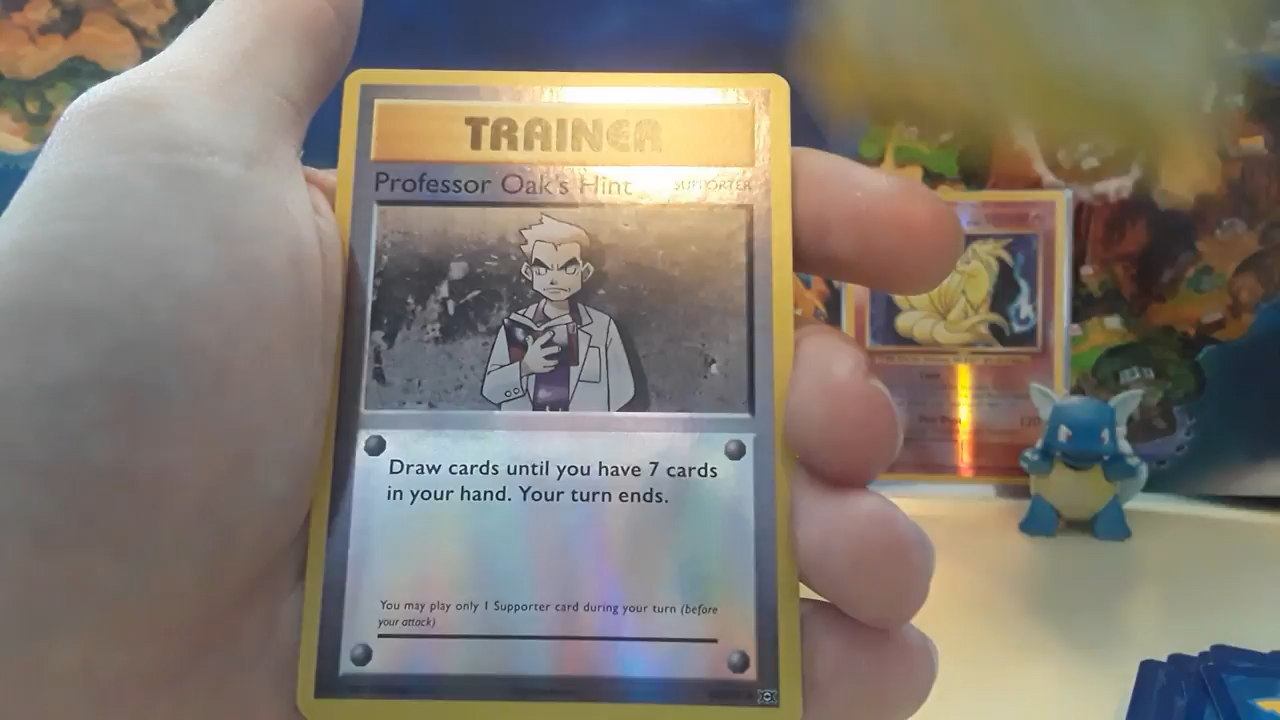 TRAINER
Professor Oak's Hint SUPPORTER
Draw cards until you have 7 cards
in your hand. Your turn ends.
You may play only 1 Supporter card during your turn (before
your attack)
120